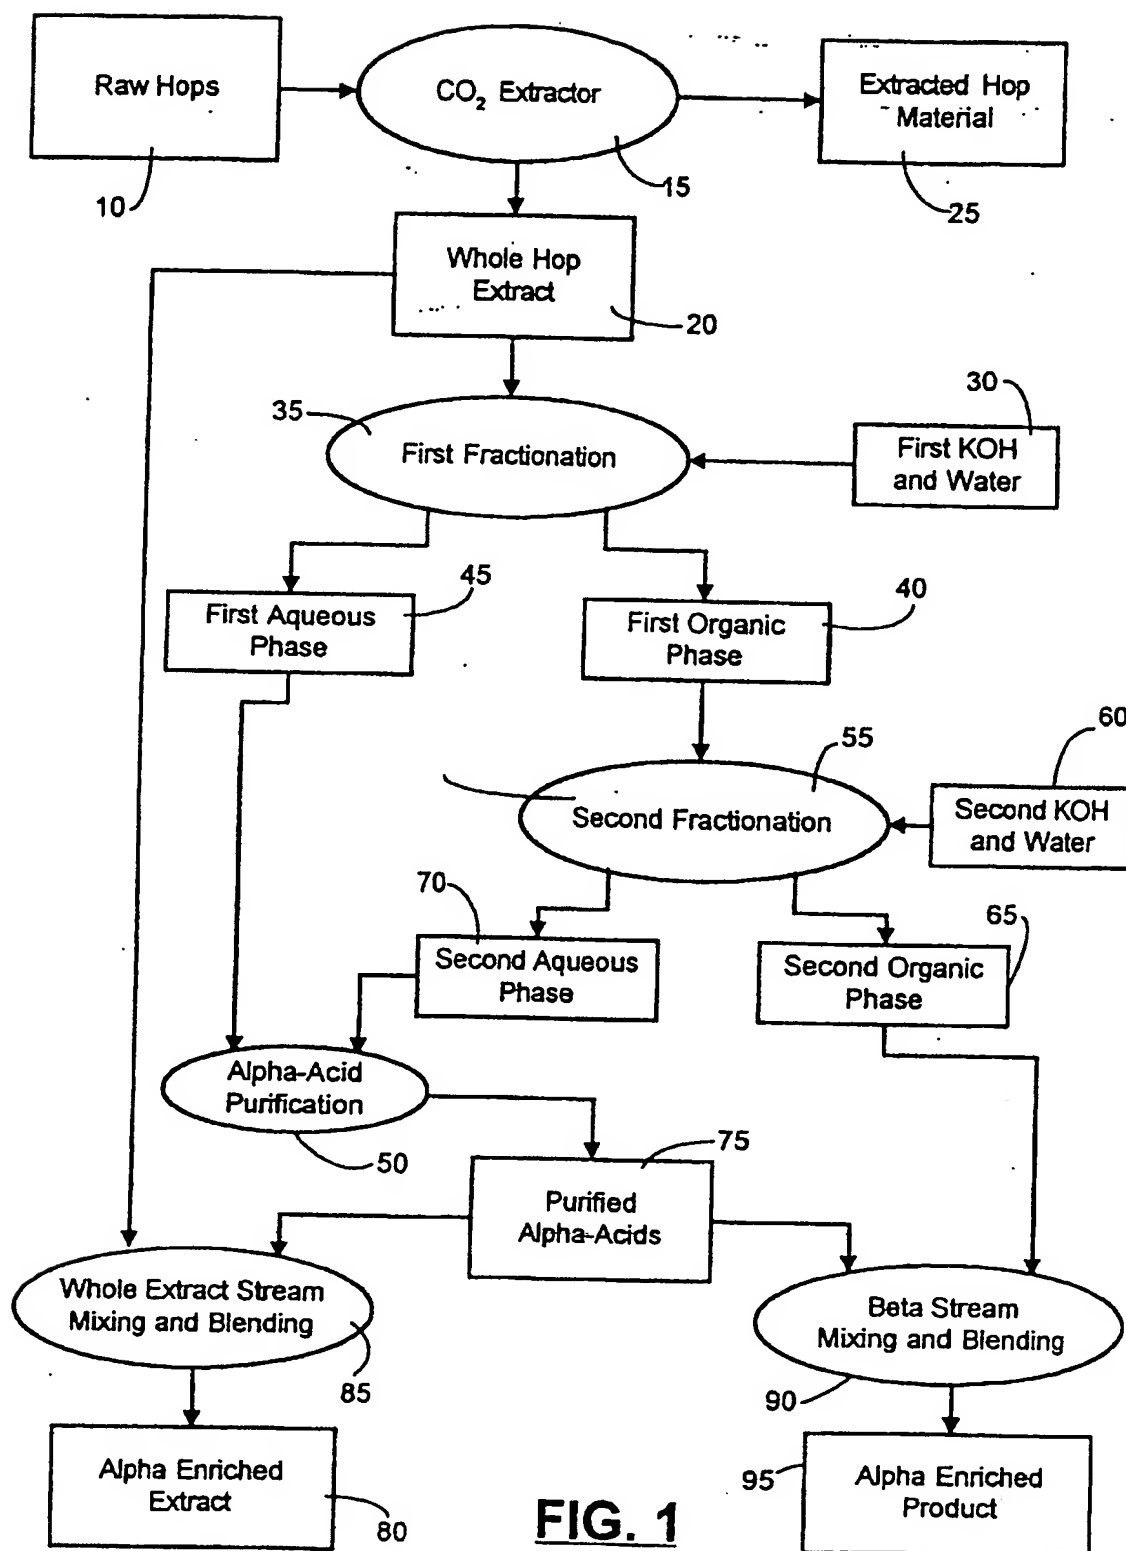 Raw Hops
CO₂ Extractor
Extracted Hop
Material
10
15
25
Whole Hop
Extract
20
30
35
First Fractionation
First KOH
and Water
45
40
First Aqueous
Phase
First Organic
Phase
55
60
Second Fractionation
Second KOH
and Water
70
65
Second Aqueous
Phase
Second Organic
Phase
Alpha-Acid
Purification
50
75
Purified
Alpha-Acids
Whole Extract Stream
Mixing and Blending
85
Beta Stream
Mixing and Blending
90
Alpha Enriched
Extract
80
95
Alpha Enriched
Product
FIG. 1